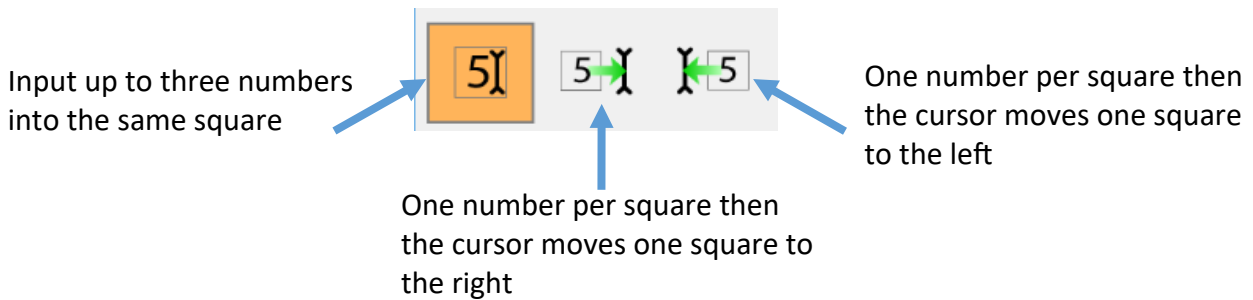 Input up to three numbers
into the same square
5
5
5
One number per square then
the cursor moves one square
to the left
One number per square then
the cursor moves one square to
the right